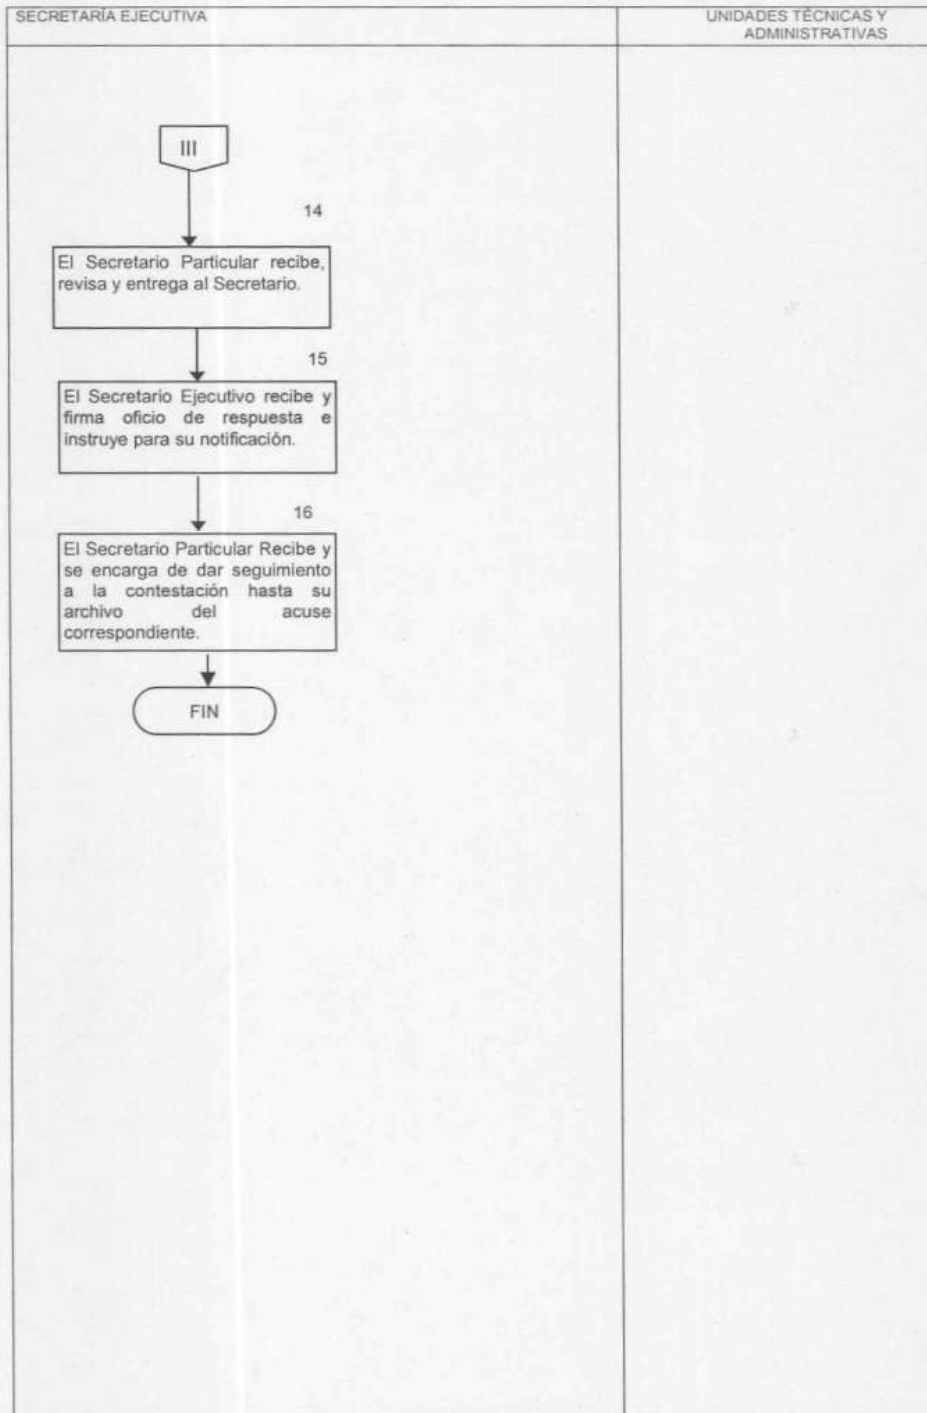 SECRETARÍA EJECUTIVA
UNIDADES TÉCNICAS Y
ADMINISTRATIVAS
III
14
El Secretario Particular recibe,
revisa y entrega al Secretario.
15
El Secretario Ejecutivo recibe y
firma oficio de respuesta e
instruye para su notificación.
16
El Secretario Particular Recibe y
se encarga de dar seguimiento
a la contestación hasta su
archivo del acuse
correspondiente.
FIN